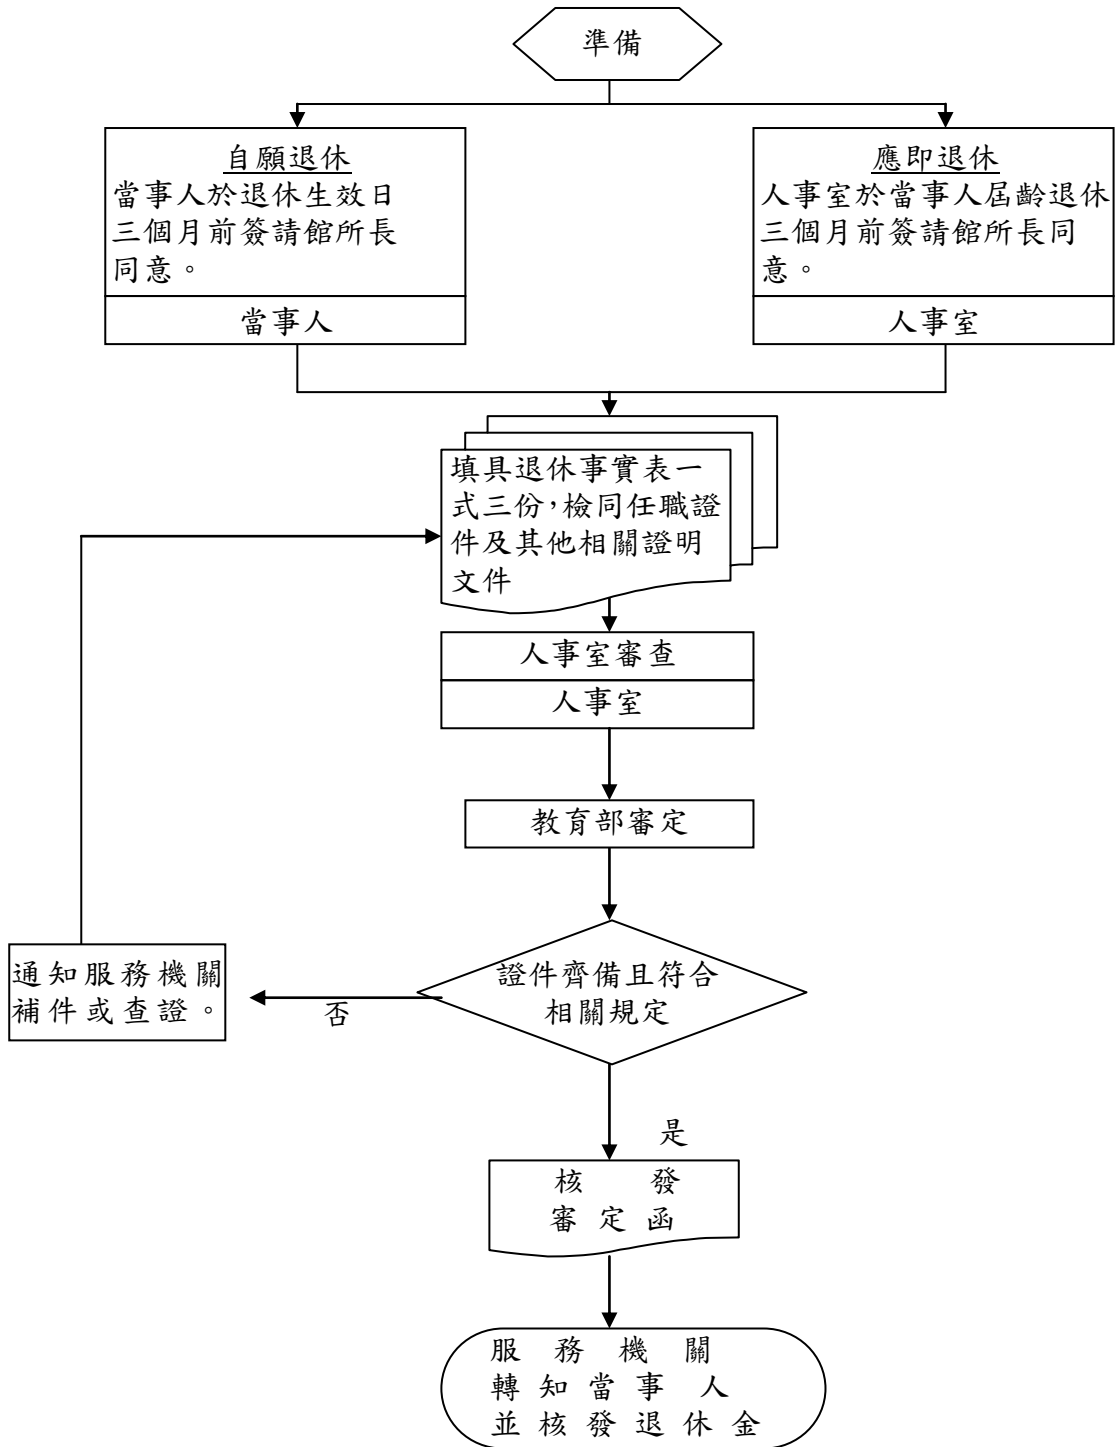 準備
自願退休
當事人於退休生效日
三個月前簽請館所長
同意。
當事人
應即退休
人事室於當事人屆齡退休
三個月前簽請館所長同
意。
人事室
填具退休事實表一
式三份,檢同任職證
件及其他相關證明
文件
人事室審查
人事室
教育部審定
證件齊備且符合
相關規定
否
通知服務機關
補件或查證。
是
核 發
審 定 函
服 務 機 關
轉 知 當 事 人
並 核 發 退 休 金